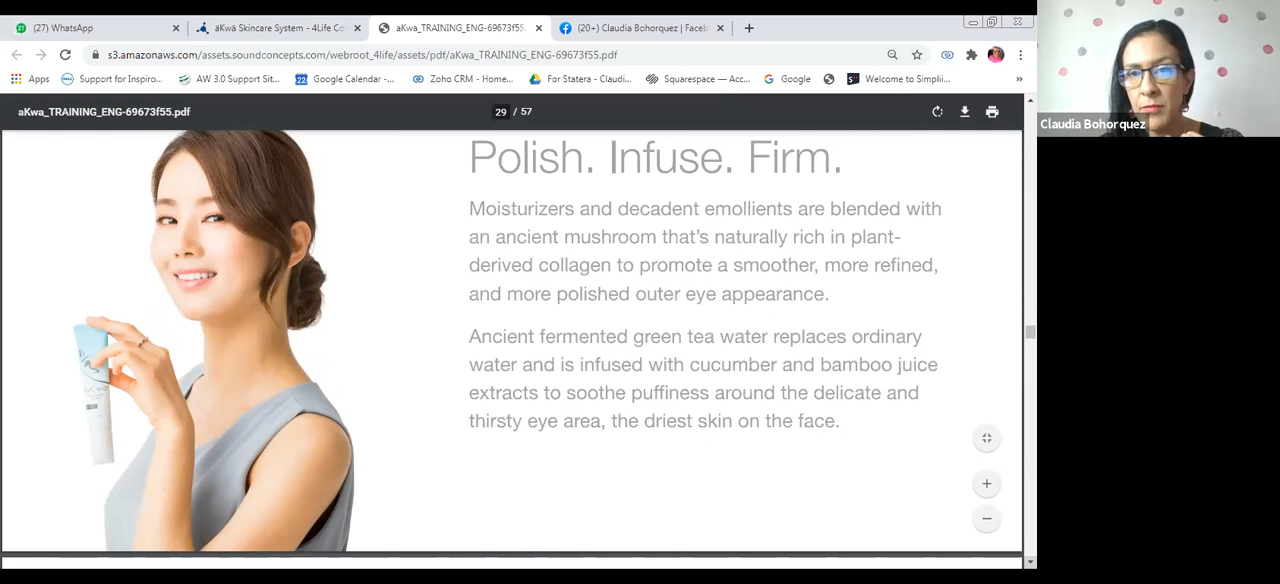 (27) WhatsApp
äKwä Skincare System - 4Life Co
aKwa_TRAINING_ENG-69673f55.
(20+) Claudia Bohorquez | Faceb
s3.amazonaws.com/assets.soundconcepts.com/webroot_4life/assets/pdf/aKwa_TRAINING_ENG-69673f55.pdf
Apps
Support for Inspiro...
AW 3.0 Support Sit...
Google Calendar -...
Zoho CRM - Home...
For Statera - Claudi...
Squarespace — Acc...
Google
Welcome to Simplii...
»
aKwa_TRAINING_ENG-69673f55.pdf
29 / 57
Claudia Bohorquez
Polish. Infuse. Firm.
Moisturizers and decadent emollients are blended with
an ancient mushroom that's naturally rich in plant-
derived collagen to promote a smoother, more refined,
and more polished outer eye appearance.
Ancient fermented green tea water replaces ordinary
water and is infused with cucumber and bamboo juice
extracts to soothe puffiness around the delicate and
thirsty eye area, the driest skin on the face.